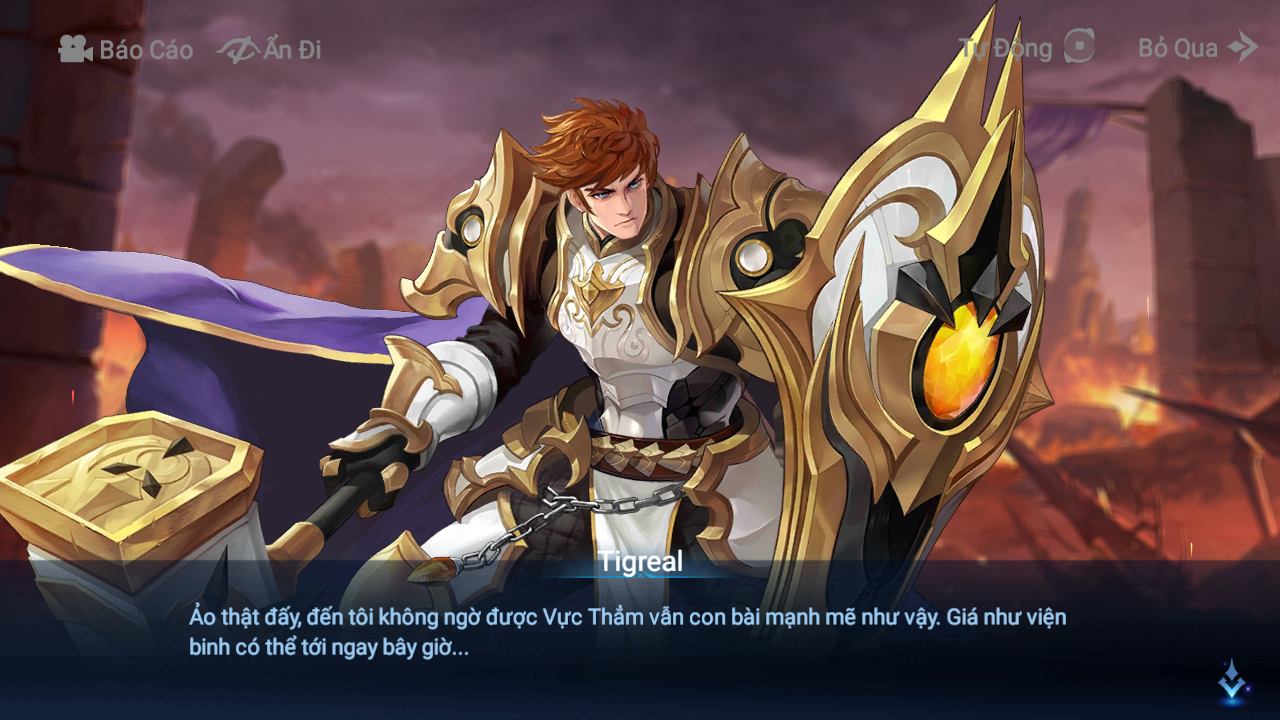 Báo Cáo
Ẩn Đi
Tự Động
Bỏ Qua
Tigreal
Ảo thật đấy, đến tôi không ngờ được Vực Thẳm vẫn con bài mạnh mẽ như vậy. Giá như viện
binh có thể tới ngay bây giờ...